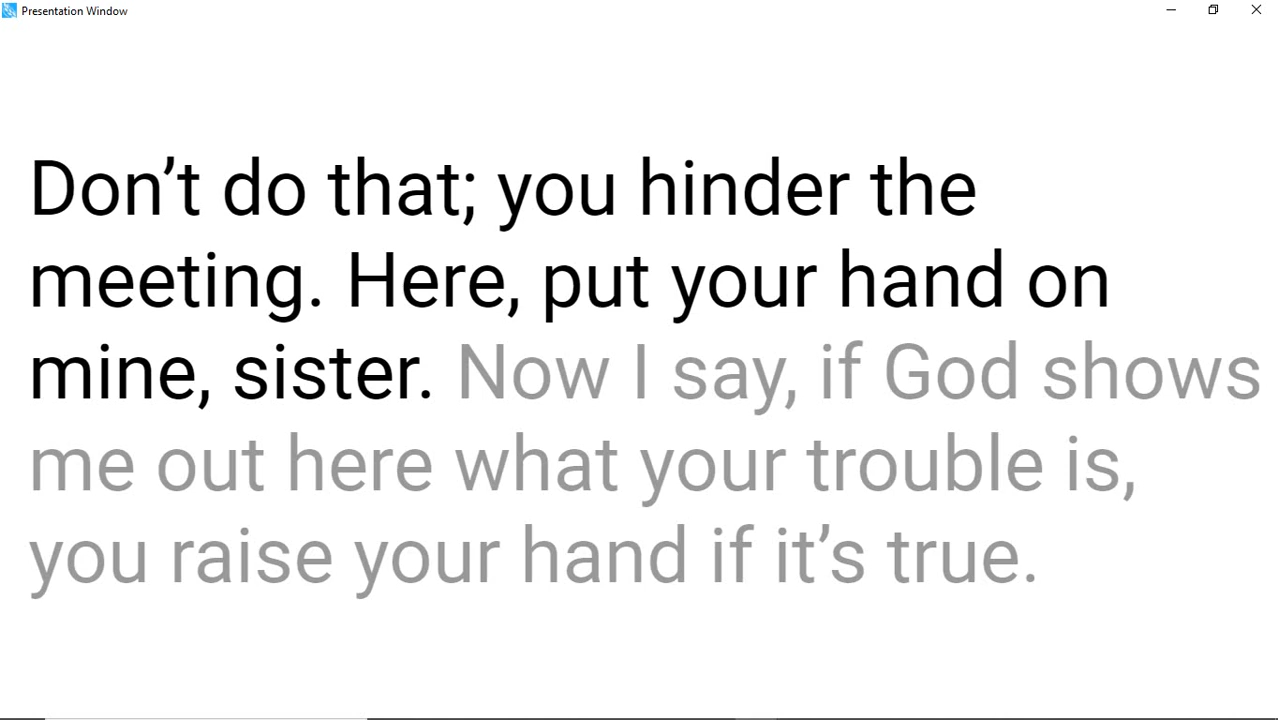 Presentation Window
Don’t do that; you hinder the
meeting. Here, put your hand on
mine, sister. Now I say, if God shows
me out here what your trouble is,
you raise your hand if it’s true.